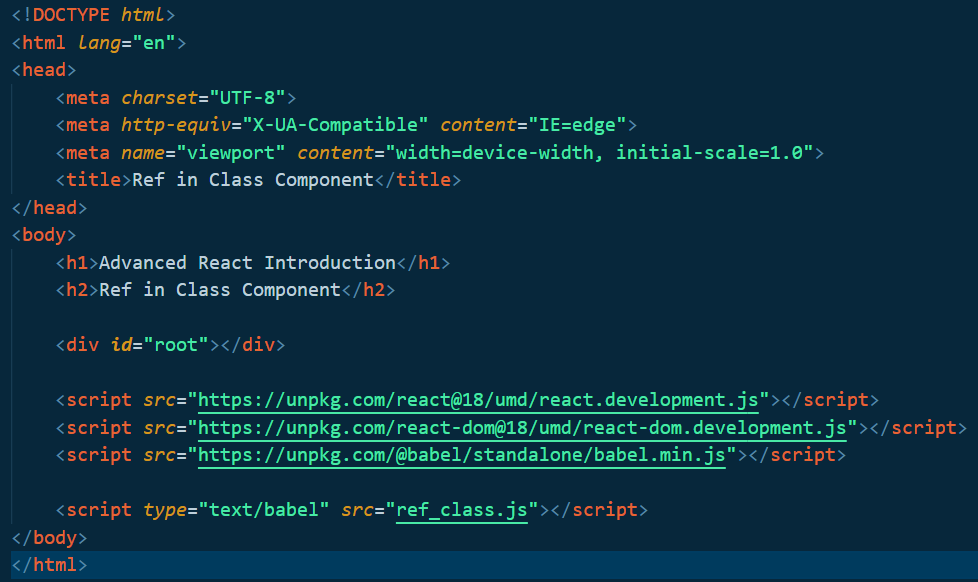 <!DOCTYPE html>
<html lang="en">
<head>
    <meta charset="UTF-8">
    <meta http-equiv="X-UA-Compatible" content="IE=edge">
    <meta name="viewport" content="width=device-width, initial-scale=1.0">
    <title>Ref in Class Component</title>
</head>
<body>
    <h1>Advanced React Introduction</h1>
    <h2>Ref in Class Component</h2>
    <div id="root"></div>
    <script src="https://unpkg.com/react@18/umd/react.development.js"></script>
    <script src="https://unpkg.com/react-dom@18/umd/react-dom.development.js"></script>
    <script src="https://unpkg.com/@babel/standalone/babel.min.js"></script>
    <script type="text/babel" src="ref_class.js"></script>
</body>
</html>